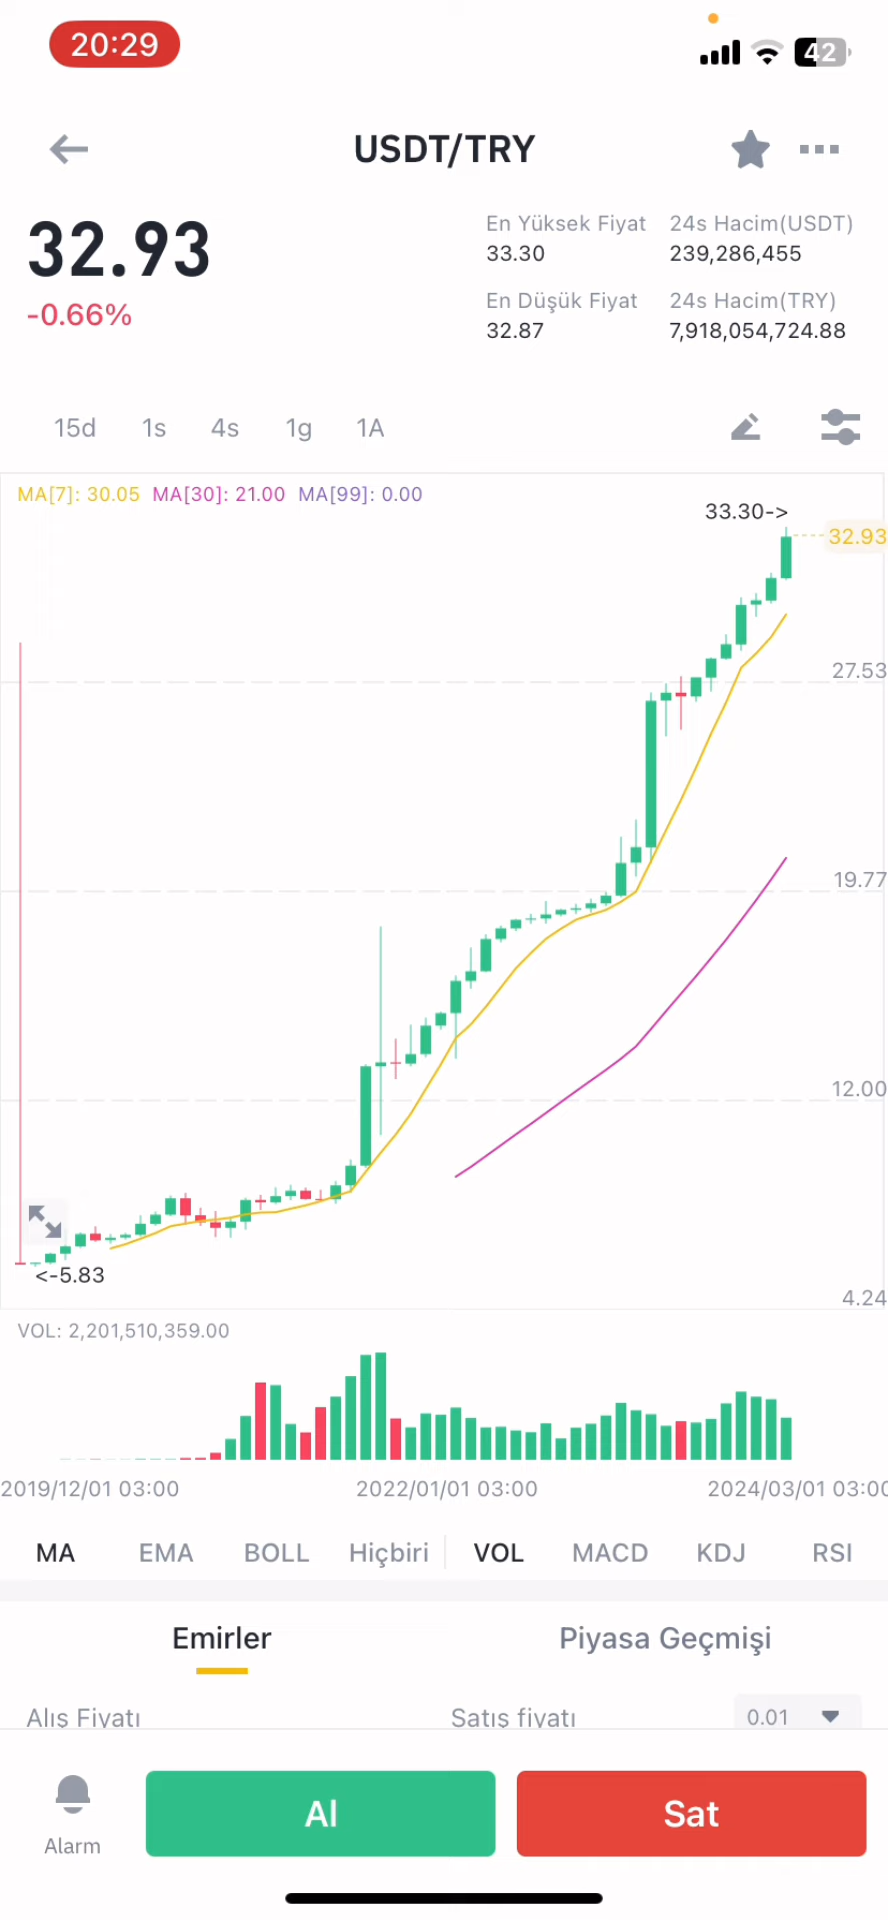 20:29
42
USDT/TRY
32.93
-0.66%
En Yüksek Fiyat
33.30
24s Hacim(USDT)
239,286,455
En Düşük Fiyat
32.87
24s Hacim(TRY)
7,918,054,724.88
15d 1s 4s 1g 1A
MA[7]: 30.05 MA[30]: 21.00 MA[99]: 0.00
33.30->
32.93
27.53
19.77
12.00
<-5.83
4.24
VOL: 2,201,510,359.00
2019/12/01 03:00 2022/01/01 03:00 2024/03/01 03:00
MA EMA BOLL Hiçbiri VOL MACD KDJ RSI
Emirler Piyasa Geçmişi
Alış Fiyatı Satış fiyatı 0.01
Alarm
Al
Sat